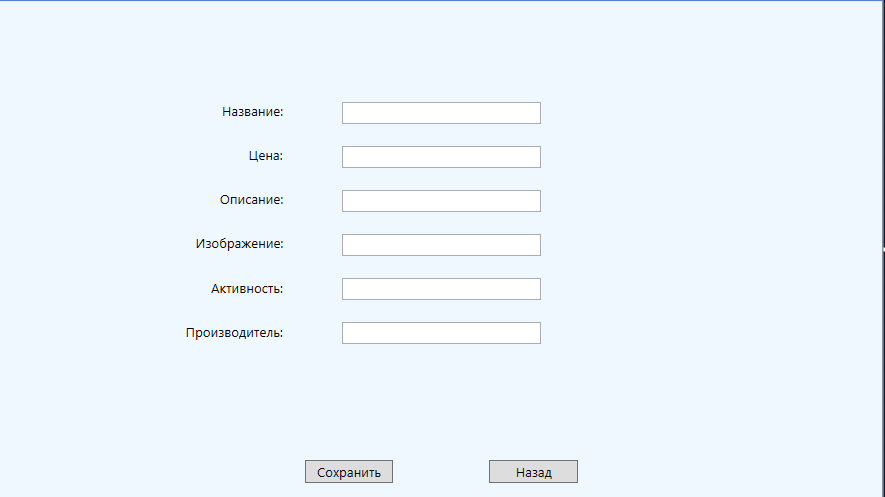 Название:
Цена:
Описание:
Изображение:
Активность:
Производитель:
Сохранить
Назад